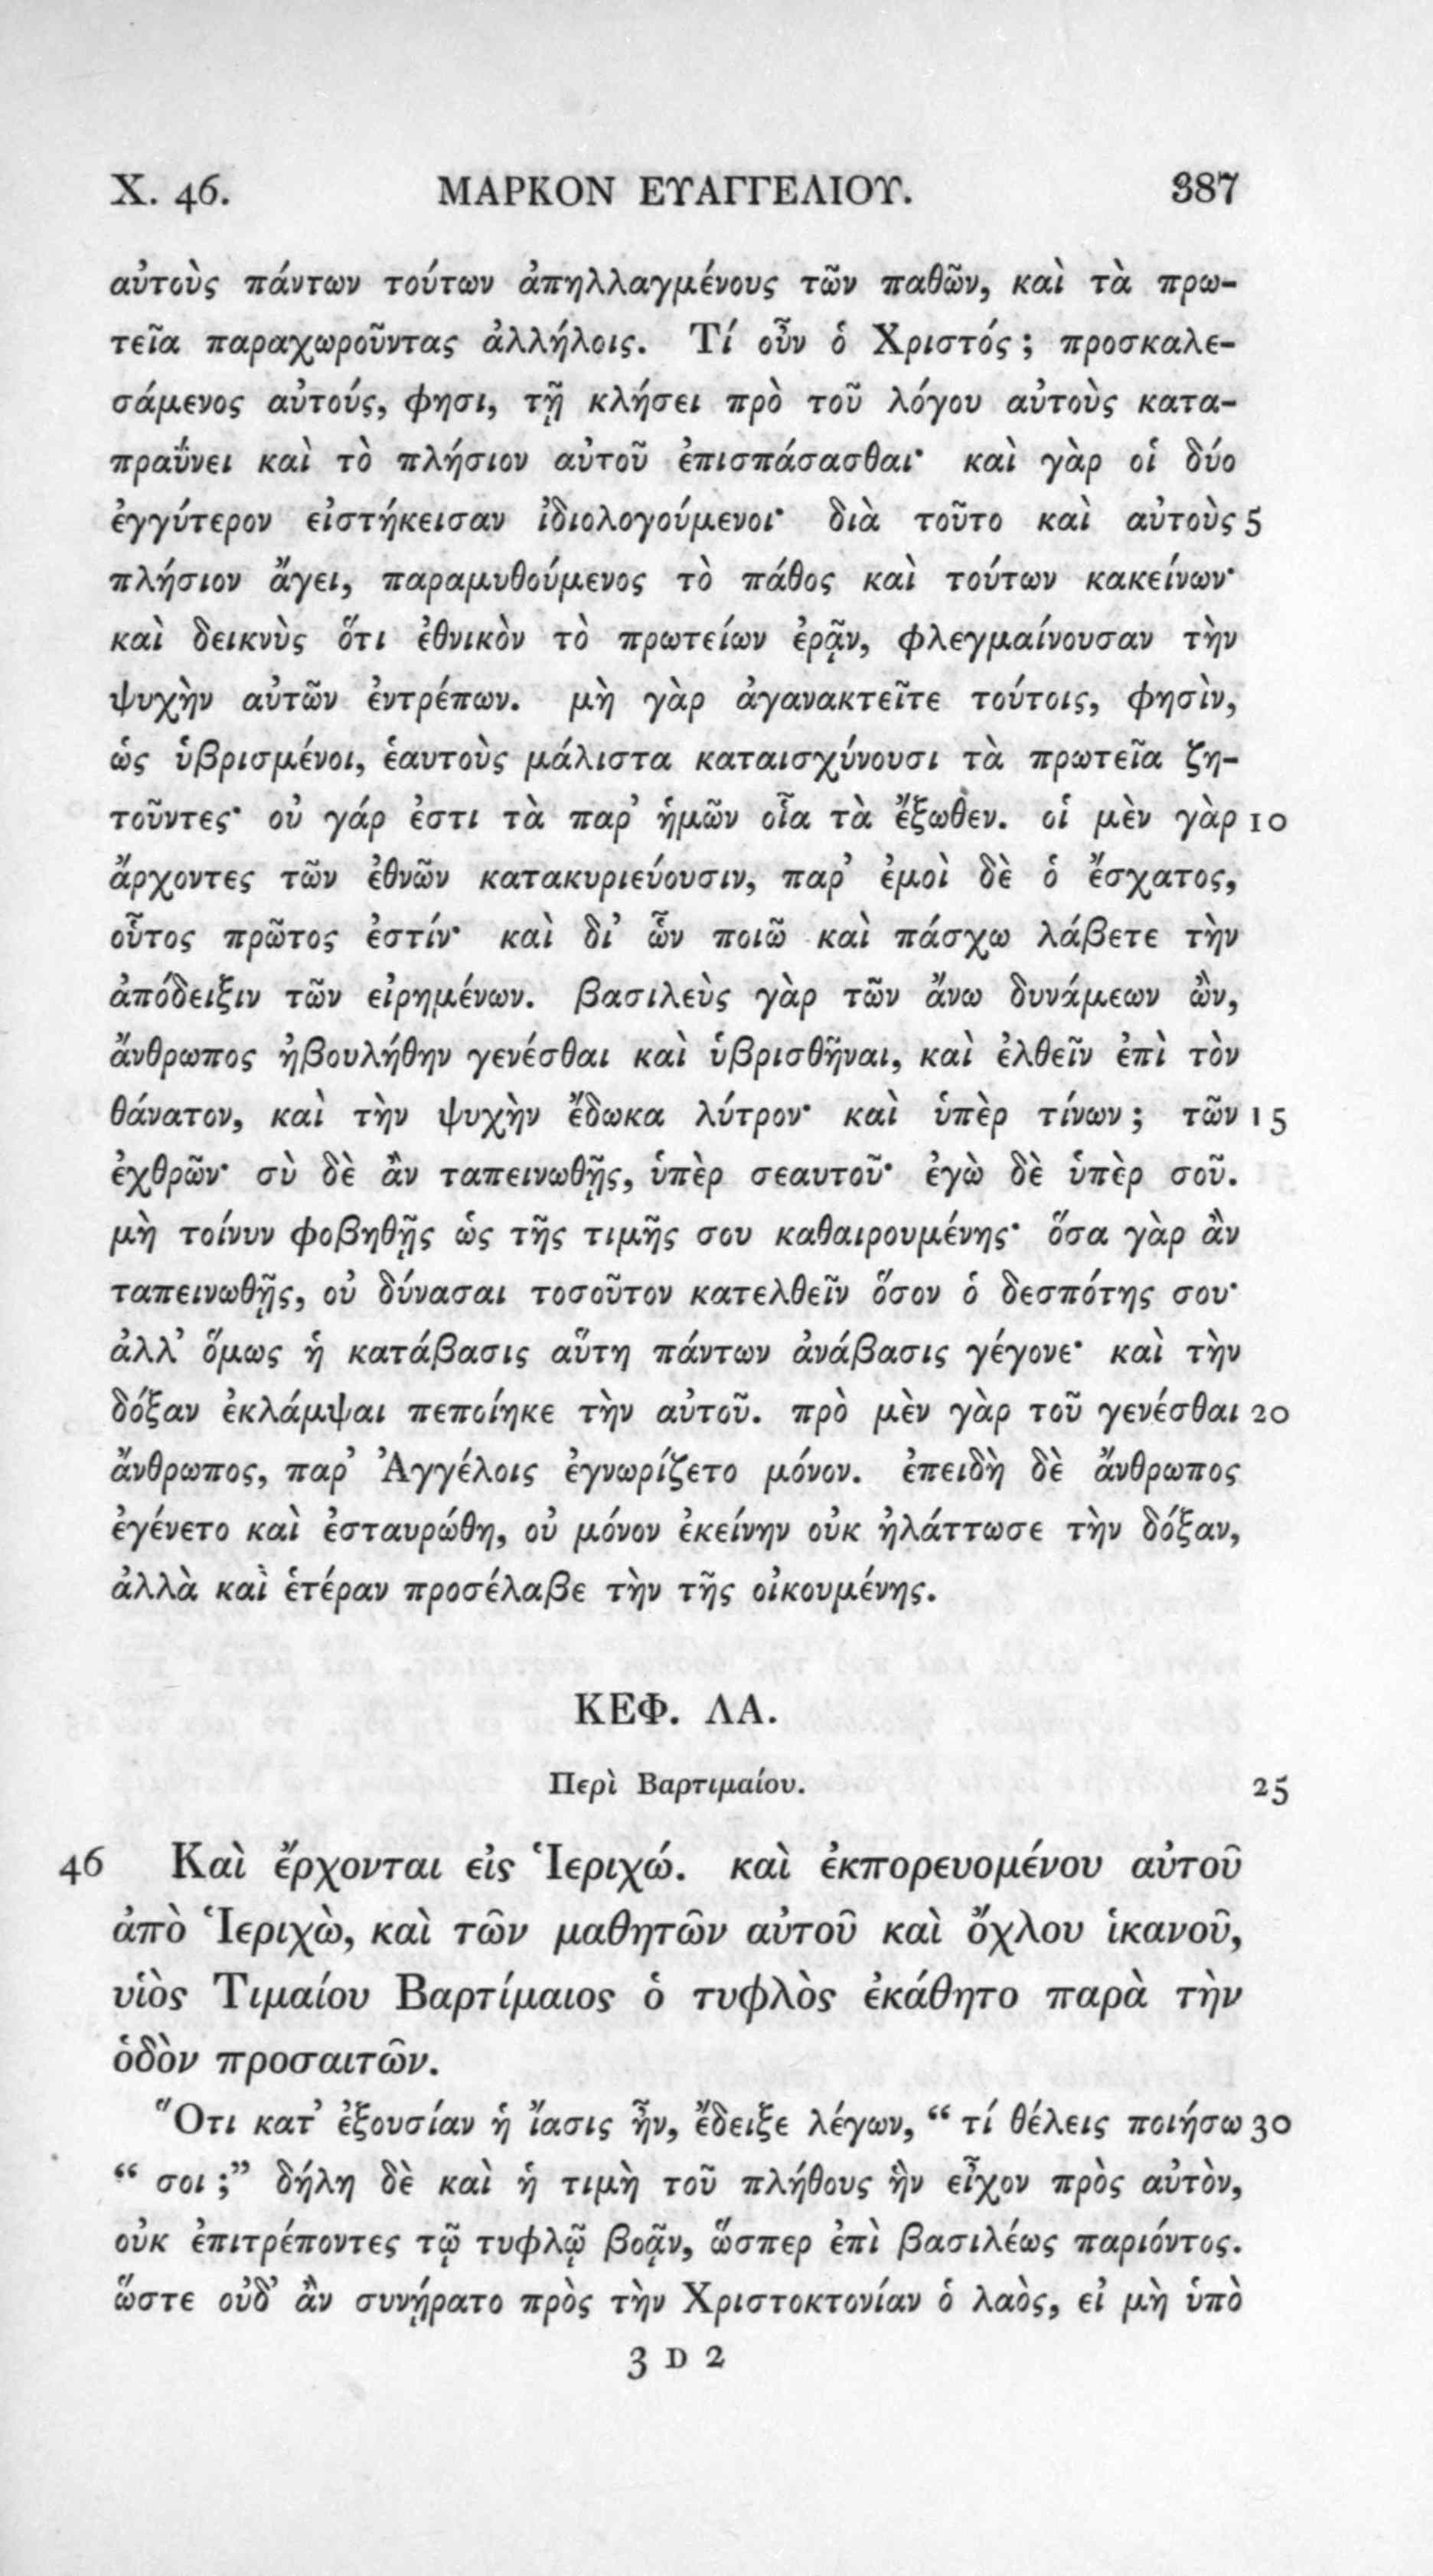 X. 46. ΜΑΡΚΟΝ ΕΥΑΓΓΕΛΙΟΥ. 387
αὐτοὺς πάντων τούτων ἀπηλλαγμένους τῶν παθῶν, καὶ τὰ πρω-
τεῖα παραχωροῦντας ἀλλήλοις. Τί οὖν ὁ Χριστός; προσκαλε-
σάμενος αὐτούς, φησι, τῇ κλήσει πρὸ τοῦ λόγου αὐτοὺς κατα-
πραΰνει καὶ τὸ πλήσιον αὐτοῦ ἐπισπάσασθαι· καὶ γὰρ οἱ δύο
ἐγγύτερον εἰστήκεισαν ἰδιολογούμενοι· διὰ τοῦτο καὶ αὐτοὺς 5
πλήσιον ἄγει, παραμυθούμενος τὸ πάθος καὶ τούτων κακείνων·
καὶ δεικνὺς ὅτι ἐθνικὸν τὸ πρωτείων ἐρᾷν, φλεγμαίνουσαν τὴν
ψυχὴν αὐτῶν ἐντρέπων. μὴ γὰρ ἀγανακτεῖτε τούτοις, φησὶν,
ὡς ὑβρισμένοι, ἑαυτοὺς μάλιστα καταισχύνουσι τὰ πρωτεῖα ζη-
τοῦντες· οὐ γάρ ἐστι τὰ παρ’ ἡμῶν οἷα τὰ ἔξωθεν. οἱ μὲν γὰρ 10
ἄρχοντες τῶν ἐθνῶν κατακυριεύουσιν, παρ’ ἐμοὶ δὲ ὁ ἔσχατος,
οὗτος πρῶτος ἐστίν· καὶ δι’ ὧν ποιῶ καὶ πάσχω λάβετε τὴν
ἀπόδειξιν τῶν εἰρημένων. βασιλεὺς γὰρ τῶν ἄνω δυνάμεων ὢν,
ἄνθρωπος ἠβουλήθην γενέσθαι καὶ ὑβρισθῆναι, καὶ ἐλθεῖν ἐπὶ τὸν
θάνατον, καὶ τὴν ψυχὴν ἔδωκα λύτρον· καὶ ὑπὲρ τίνων; τῶν 15
ἐχθρῶν· σὺ δὲ ἂν ταπεινωθῇς, ὑπὲρ σεαυτοῦ· ἐγὼ δὲ ὑπὲρ σοῦ.
μὴ τοίνυν φοβηθῇς ὡς τῆς τιμῆς σου καθαιρουμένης· ὅσα γὰρ ἂν
ταπεινωθῇς, οὐ δύνασαι τοσοῦτον κατελθεῖν ὅσον ὁ δεσπότης σου·
ἀλλ’ ὅμως ἡ κατάβασις αὕτη πάντων ἀνάβασις γέγονε· καὶ τὴν
δόξαν ἐκλάμψαι πεποίηκε τὴν αὐτοῦ. πρὸ μὲν γὰρ τοῦ γενέσθαι 20
ἄνθρωπος, παρ’ Ἀγγέλοις ἐγνωρίζετο μόνον. ἐπειδὴ δὲ ἄνθρωπος
ἐγένετο καὶ ἐσταυρώθη, οὐ μόνον ἐκείνην οὐκ ἠλάττωσε τὴν δόξαν,
ἀλλὰ καὶ ἑτέραν προσέλαβε τὴν τῆς οἰκουμένης.
ΚΕΦ. ΛΑ.
Περὶ Βαρτιμαίου. 25
46 Καὶ ἔρχονται εἰς Ἱεριχώ. καὶ ἐκπορευομένου αὐτοῦ
ἀπὸ Ἱεριχὼ, καὶ τῶν μαθητῶν αὐτοῦ καὶ ὄχλου ἱκανοῦ,
υἱὸς Τιμαίου Βαρτίμαιος ὁ τυφλὸς ἐκάθητο παρὰ τὴν
ὁδὸν προσαιτῶν.
Ὅτι κατ’ ἐξουσίαν ἡ ἴασις ἦν, ἔδειξε λέγων, “ τί θέλεις ποιήσω 30
“ σοι ;” δήλη δὲ καὶ ἡ τιμὴ τοῦ πλήθους ἣν εἶχον πρὸς αὐτὸν,
οὐκ ἐπιτρέποντες τῷ τυφλῷ βοᾷν, ὥσπερ ἐπὶ βασιλέως παριόντος.
ὥστε οὐδ’ ἂν συνῄρατο πρὸς τὴν Χριστοκτονίαν ὁ λαὸς, εἰ μὴ ὑπὸ
3 D 2